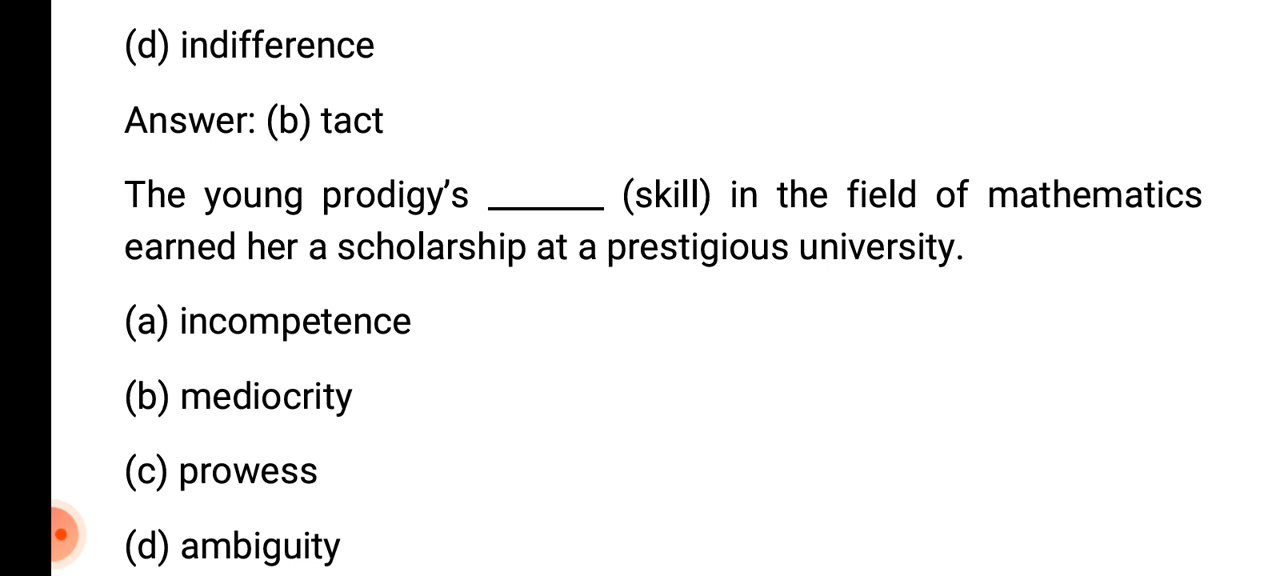 (d) indifference
Answer: (b) tact
The young prodigy's ______ (skill) in the field of mathematics
earned her a scholarship at a prestigious university.
(a) incompetence
(b) mediocrity
(c) prowess
(d) ambiguity